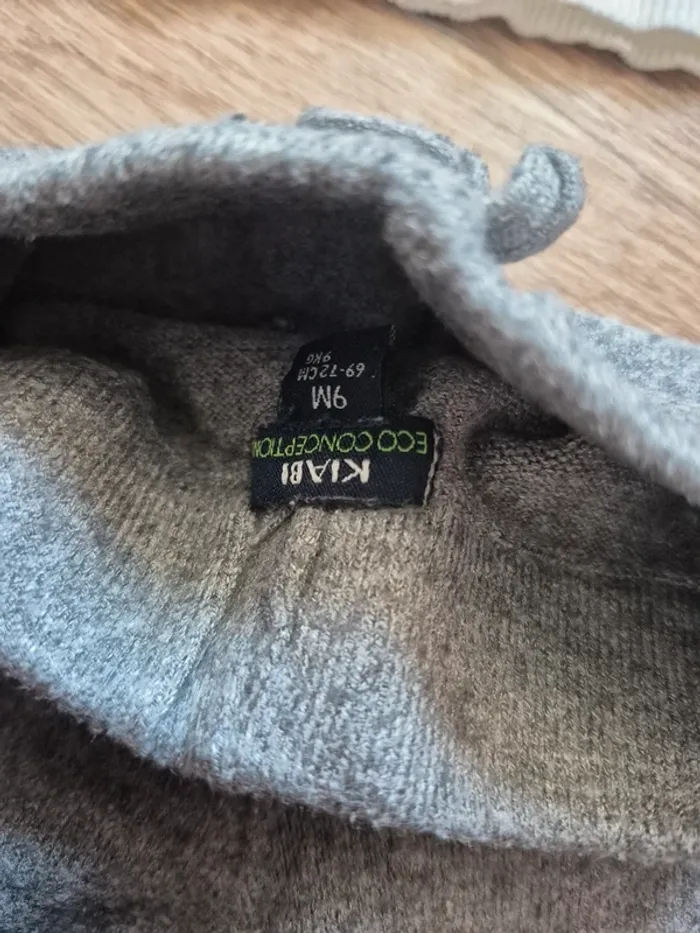 KIABI
ECO CONCEPTION
9M
69-72CM
9KG